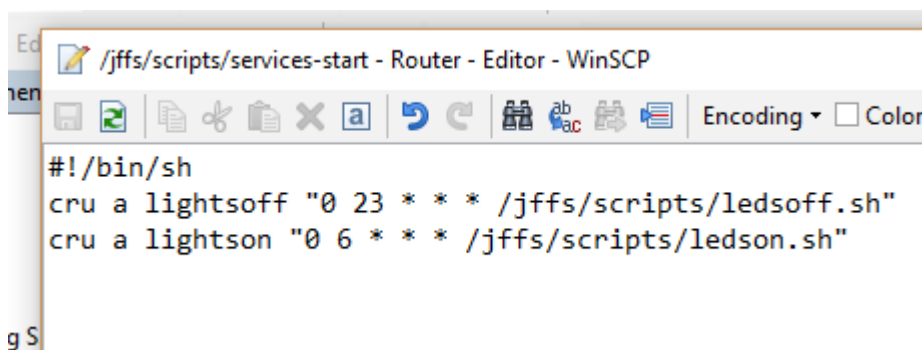 Ed
/jffs/scripts/services-start - Router - Editor - WinSCP
Encoding Color
#!/bin/sh
cru a lightsoff "0 23 * * * /jffs/scripts/ledsoff.sh"
cru a lightson "0 6 * * * /jffs/scripts/ledson.sh"
g S